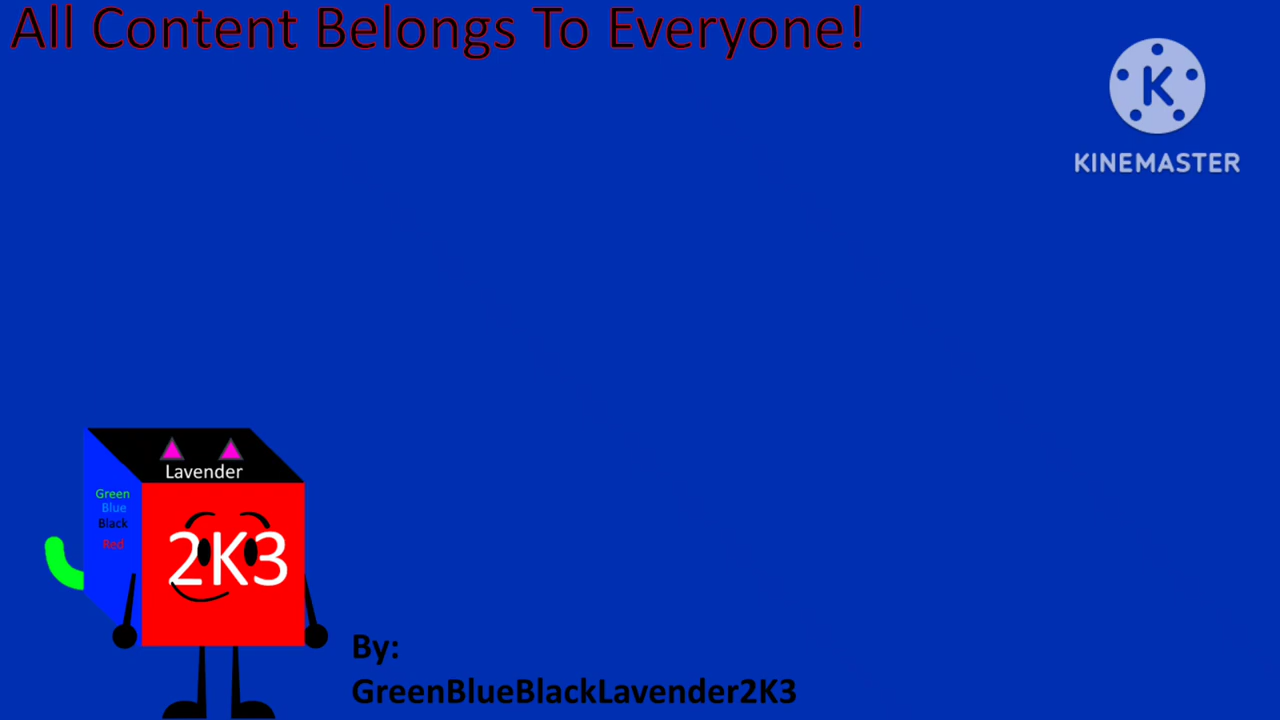 All Content Belongs To Everyone!
K
KINEMASTER
Lavender
Green
Blue
Black
Red
2K3
By:
GreenBlueBlackLavender2K3